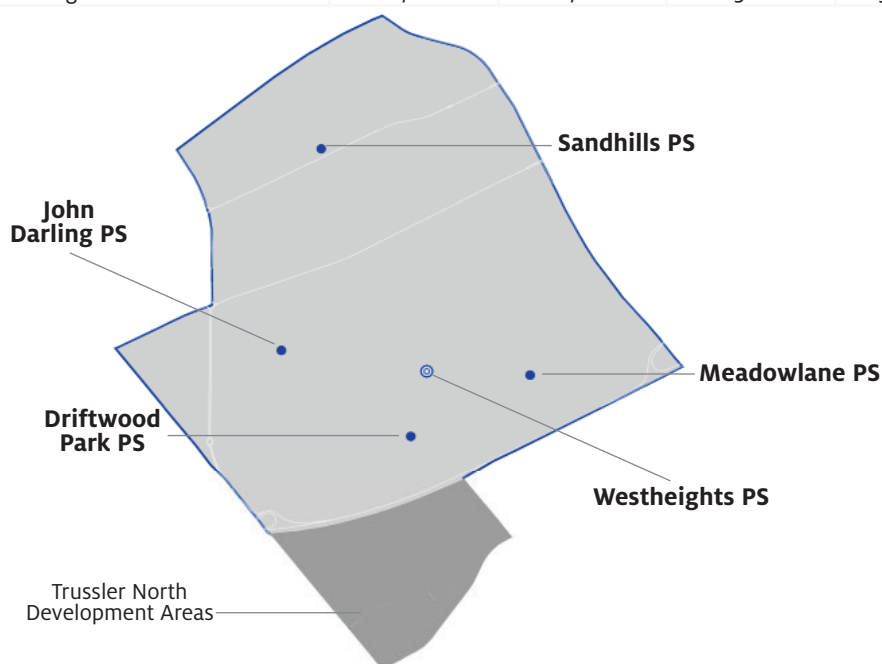 Sandhills PS
John
Darling PS
Meadowlane PS
Driftwood
Park PS
Westheights PS
Trussler North
Development Areas